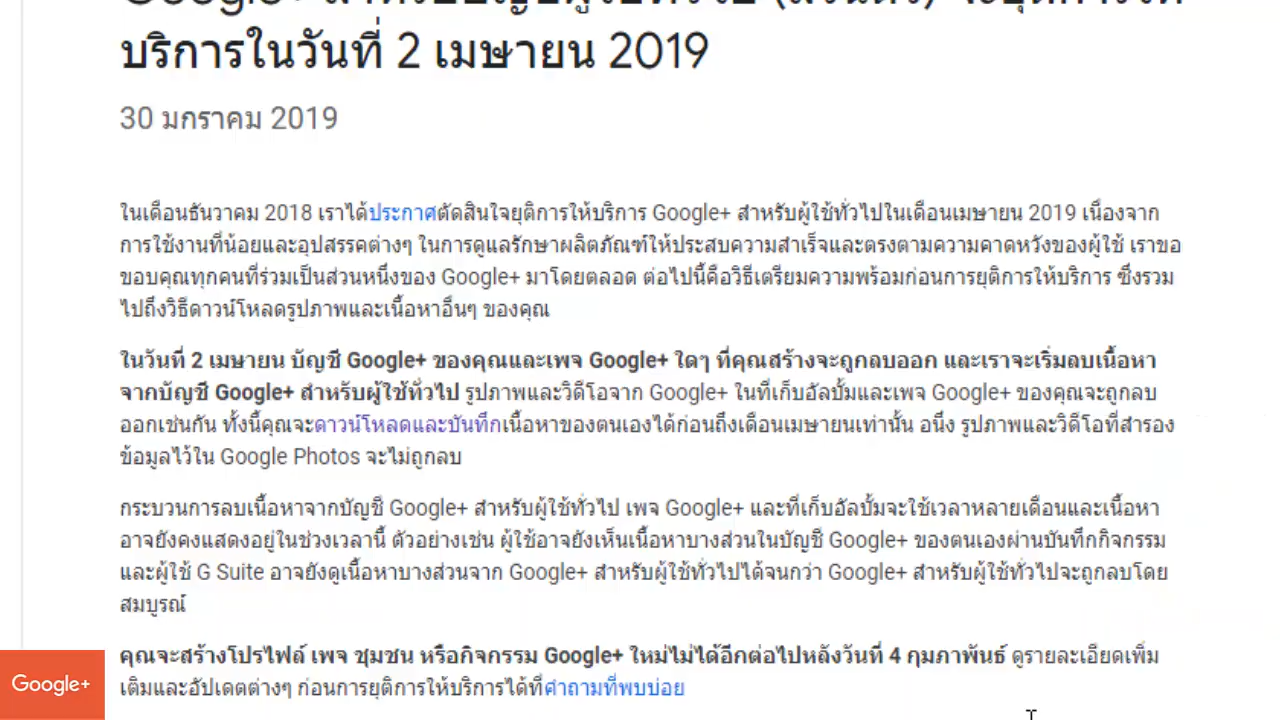 Google+ สำหรับบัญชีผู้ใช้ทั่วไป (ส่วนตัว) จะยุติการให้
บริการในวันที่ 2 เมษายน 2019
30 มกราคม 2019
ในเดือนธันวาคม 2018 เราได้ประกาศตัดสินใจยุติการให้บริการ Google+ สำหรับผู้ใช้ทั่วไปในเดือนเมษายน 2019 เนื่องจาก
การใช้งานที่น้อยและอุปสรรคต่างๆ ในการดูแลรักษาผลิตภัณฑ์ให้ประสบความสำเร็จและตรงตามความคาดหวังของผู้ใช้ เราขอ
ขอบคุณทุกคนที่ร่วมเป็นส่วนหนึ่งของ Google+ มาโดยตลอด ต่อไปนี้คือวิธีเตรียมความพร้อมก่อนการยุติการให้บริการ ซึ่งรวม
ไปถึงวิธีดาวน์โหลดรูปภาพและเนื้อหาอื่นๆ ของคุณ
ในวันที่ 2 เมษายน บัญชี Google+ ของคุณและเพจ Google+ ใดๆ ที่คุณสร้างจะถูกลบออก และเราจะเริ่มลบเนื้อหา
จากบัญชี Google+ สำหรับผู้ใช้ทั่วไป รูปภาพและวิดีโอจาก Google+ ในที่เก็บอัลบั้มและเพจ Google+ ของคุณจะถูกลบ
ออกเช่นกัน ทั้งนี้คุณจะดาวน์โหลดและบันทึกเนื้อหาของตนเองได้ก่อนถึงเดือนเมษายนเท่านั้น อนึ่ง รูปภาพและวิดีโอที่สำรอง
ข้อมูลไว้ใน Google Photos จะไม่ถูกลบ
กระบวนการลบเนื้อหาจากบัญชี Google+ สำหรับผู้ใช้ทั่วไป เพจ Google+ และที่เก็บอัลบั้มจะใช้เวลาหลายเดือนและเนื้อหา
อาจยังคงแสดงอยู่ในช่วงเวลานี้ ตัวอย่างเช่น ผู้ใช้อาจยังเห็นเนื้อหาบางส่วนในบัญชี Google+ ของตนเองผ่านบันทึกกิจกรรม
และผู้ใช้ G Suite อาจยังดูเนื้อหาบางส่วนจาก Google+ สำหรับผู้ใช้ทั่วไปได้จนกว่า Google+ สำหรับผู้ใช้ทั่วไปจะถูกลบโดย
สมบูรณ์
คุณจะสร้างโปรไฟล์ เพจ ชุมชน หรือกิจกรรม Google+ ใหม่ไม่ได้อีกต่อไปหลังวันที่ 4 กุมภาพันธ์ ดูรายละเอียดเพิ่ม
เติมและอัปเดตต่างๆ ก่อนการยุติการให้บริการได้ที่คำถามที่พบบ่อย
Google+